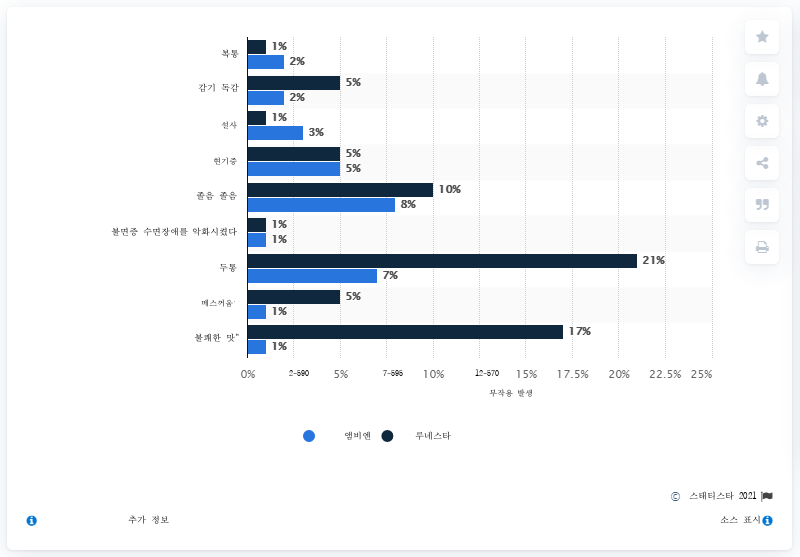 복통
1%
2%
감기 독감
5%
2%
설사
1%
3%
현기증
5%
5%
졸음 졸음
10%
8%
불면증 수면장애를 악화시켰다
1%
1%
두통
21%
7%
메스꺼움
5%
1%
불쾌한 맛"
17%
1%
0% 5% 10% 15% 17.5% 20% 22.5% 25%
부작용 발생
앰비엔 루네스타
© 스태티스타 2021
추가 정보 소스 표시